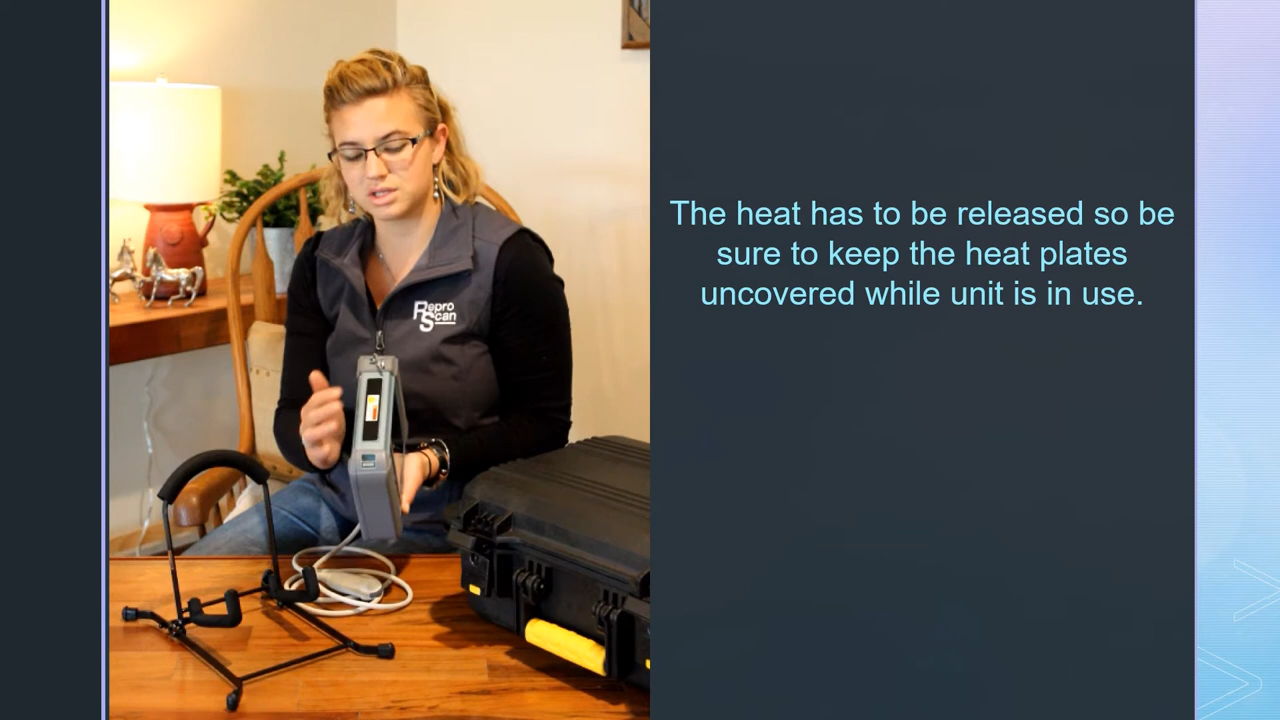 The heat has to be released so be
sure to keep the heat plates
uncovered while unit is in use.
Repro
Scan